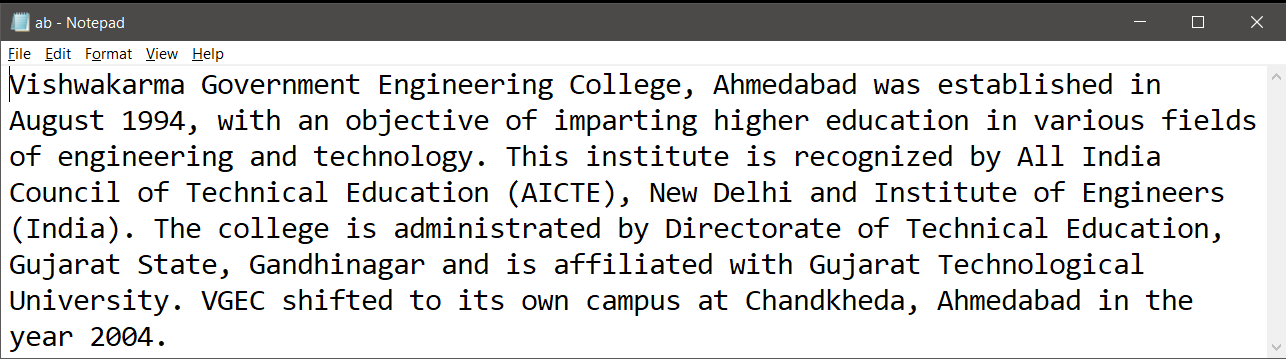 ab - Notepad
File Edit Format View Help
Vishwakarma Government Engineering College, Ahmedabad was established in
August 1994, with an objective of imparting higher education in various fields
of engineering and technology. This institute is recognized by All India
Council of Technical Education (AICTE), New Delhi and Institute of Engineers
(India). The college is administrated by Directorate of Technical Education,
Gujarat State, Gandhinagar and is affiliated with Gujarat Technological
University. VGEC shifted to its own campus at Chandkheda, Ahmedabad in the
year 2004.